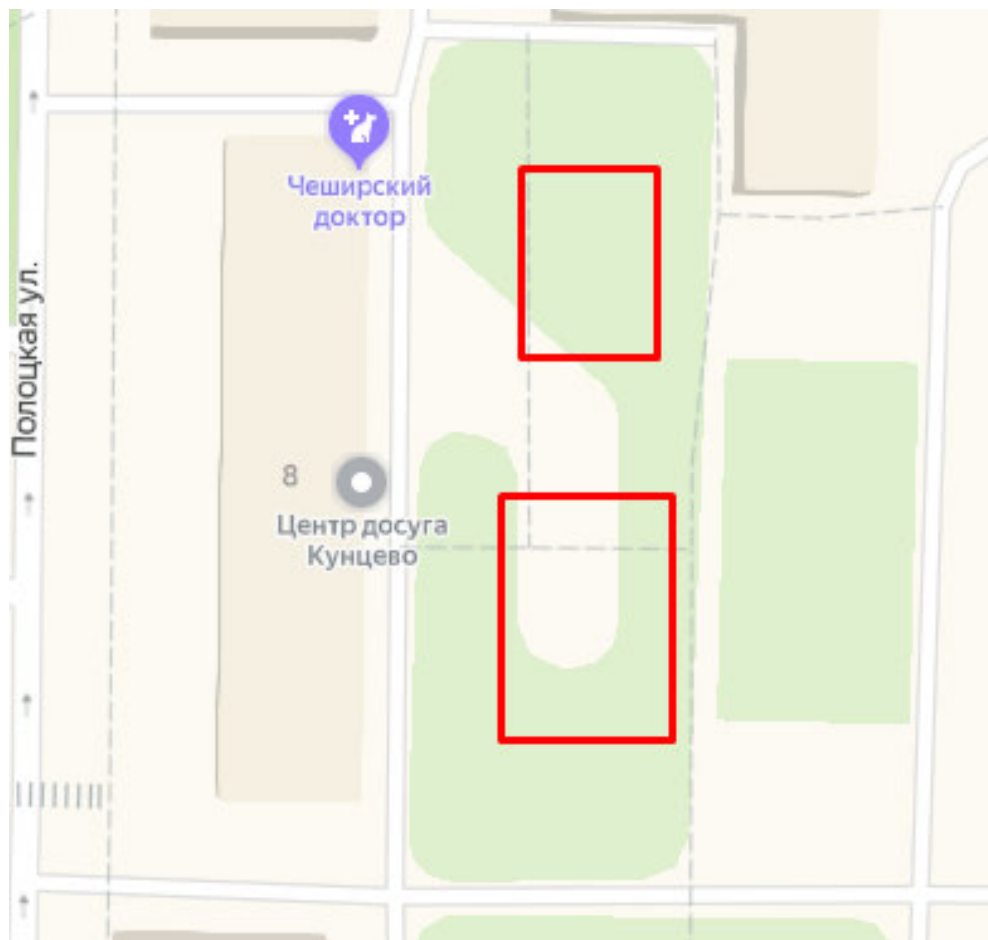 Чеширский
доктор
Полоцкая ул.
8
Центр досуга
Кунцево